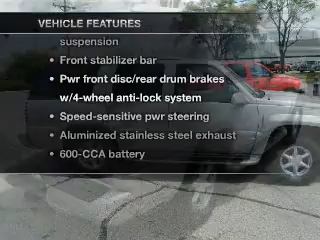 VEHICLE FEATURES
suspension
• Front stabilizer bar
• Pwr front disc/rear drum brakes
w/4-wheel anti-lock system
• Speed-sensitive pwr steering
• Aluminized stainless steel exhaust
• 600-CCA battery